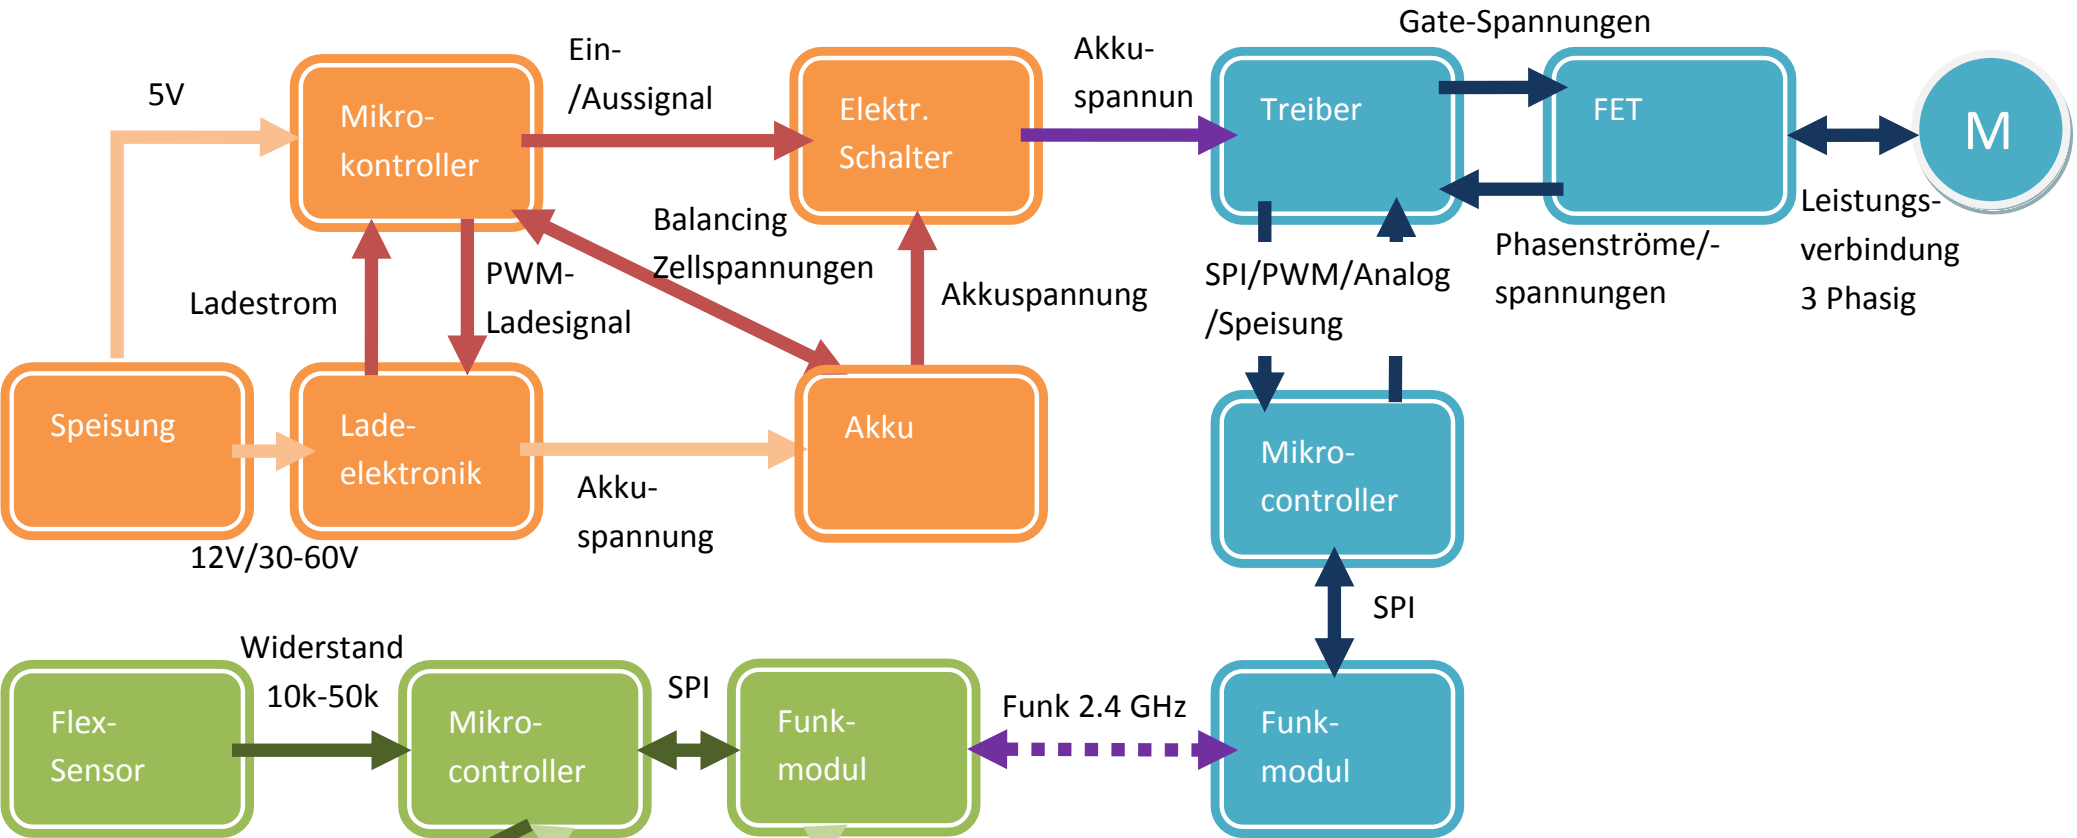 Gate-Spannungen
5V
Mikro-
kontroller
Ein-
/Aussignal
Elektr.
Schalter
Akku-
spannun
Treiber
FET
M
Leistungs-
verbindung
3 Phasig
Phasenströme/-
spannungen
Balancing
Zellspannungen
PWM-
Ladesignal
Ladestrom
Akkuspannung
SPI/PWM/Analog
/Speisung
Speisung
Lade-
elektronik
Akku
Akku-
spannung
12V/30-60V
Mikro-
controller
SPI
Widerstand
10k-50k
Flex-
Sensor
Mikro-
controller
SPI
Funk-
modul
Funk 2.4 GHz
Funk-
modul